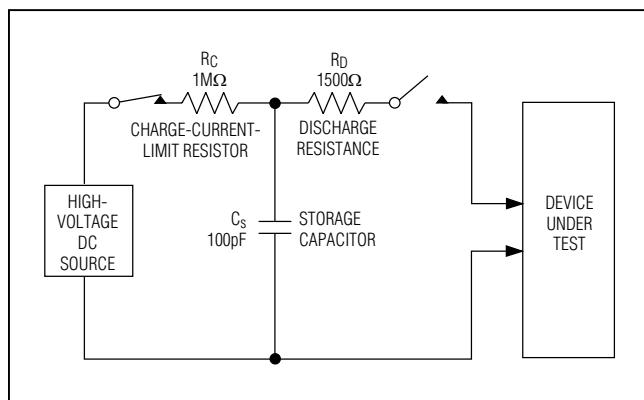 RC
1MΩ
CHARGE-CURRENT-
LIMIT RESISTOR
RD
1500Ω
DISCHARGE
RESISTANCE
HIGH-
VOLTAGE
DC
SOURCE
Cs
100pF
STORAGE
CAPACITOR
DEVICE
UNDER
TEST